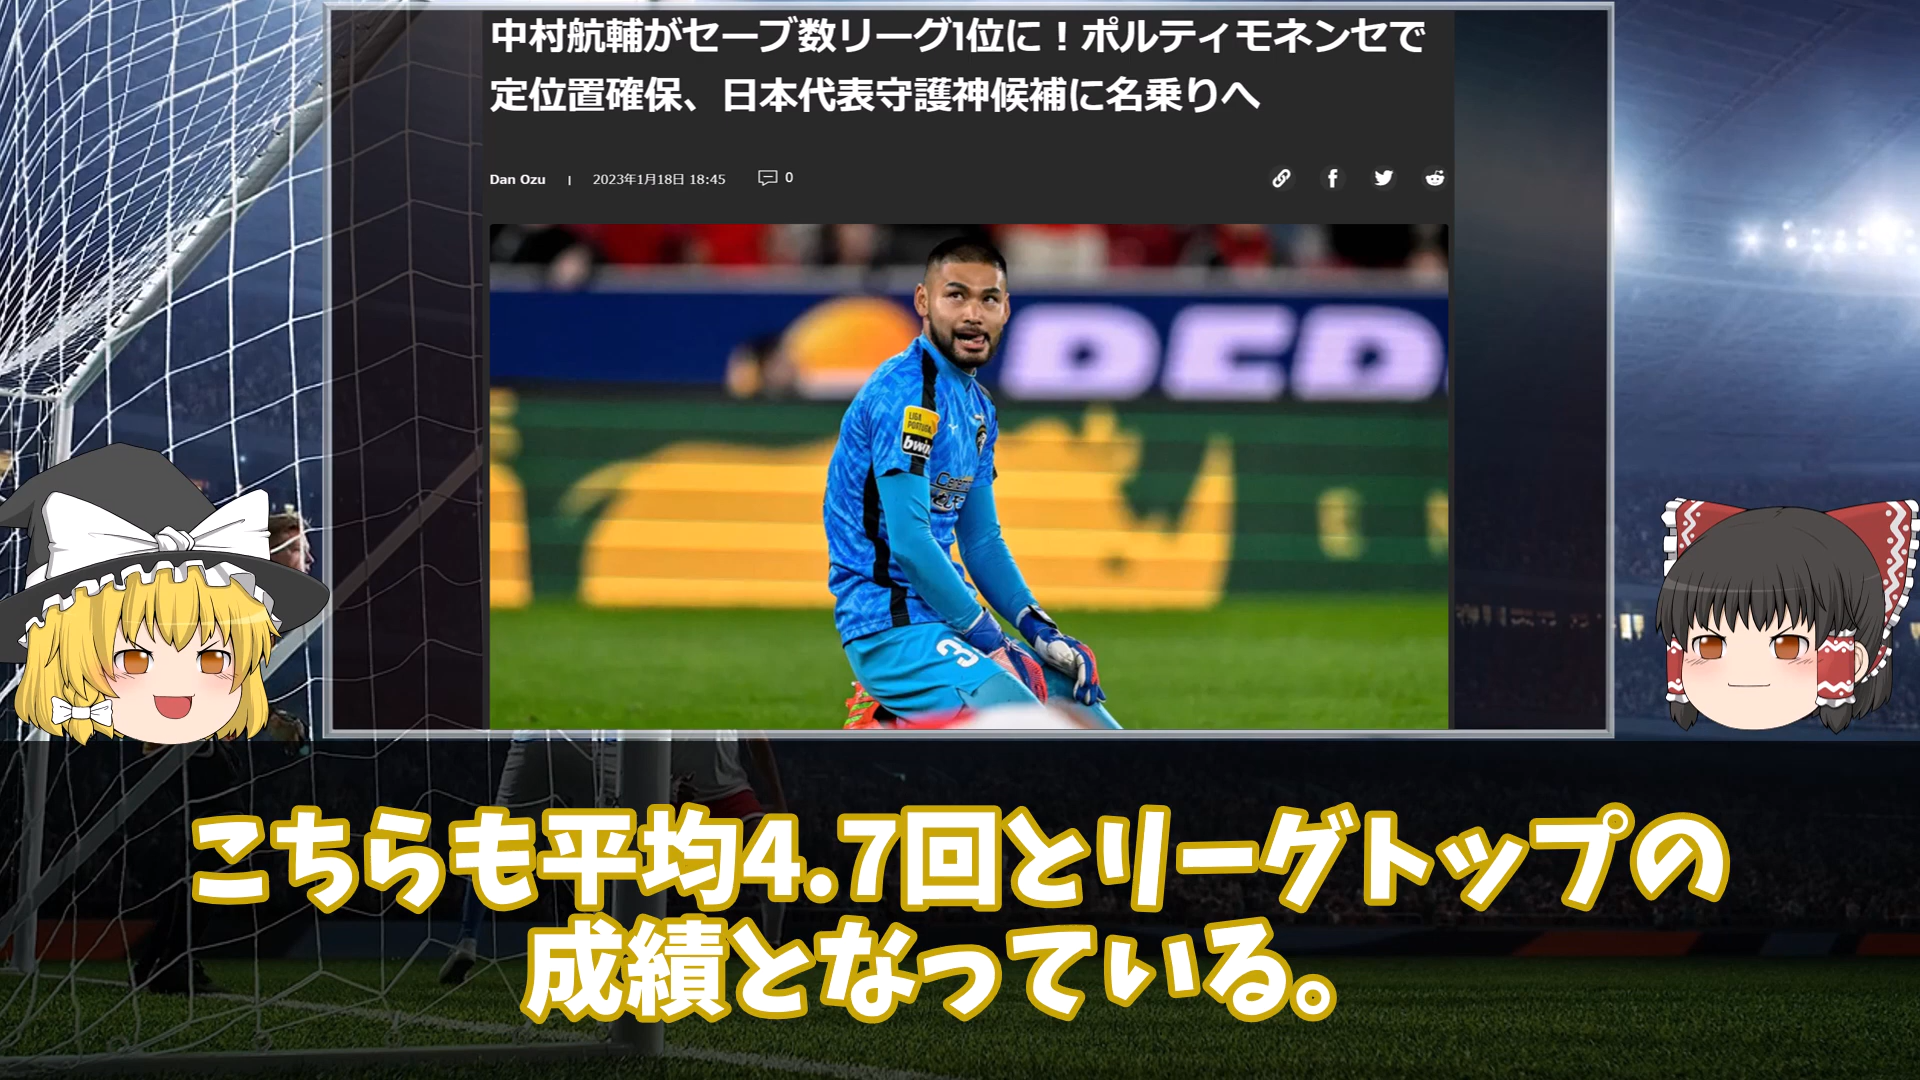 中村航輔がセーブ数リーグ1位に！ポルティモネンセで
定位置確保、日本代表守護神候補に名乗りへ
Dan Ozu | 2023年1月18日 18:45 0
LIGA
PORTUGAL
bwin
3
こちらも平均4.7回とリーグトップの
成績となっている。